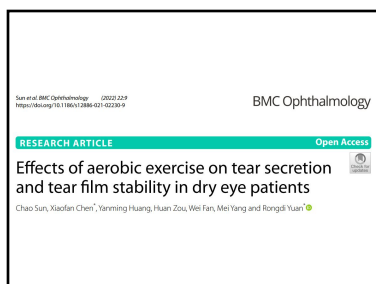 Sun et al. BMC Ophthalmology (2022) 22:9
https://doi.org/10.1186/s12886-021-02230-9
BMC Ophthalmology
RESEARCH ARTICLE
Open Access
Effects of aerobic exercise on tear secretion
and tear film stability in dry eye patients
Check for
updates
Chao Sun, Xiaofan Chen*, Yanming Huang, Huan Zou, Wei Fan, Mei Yang and Rongdi Yuan*